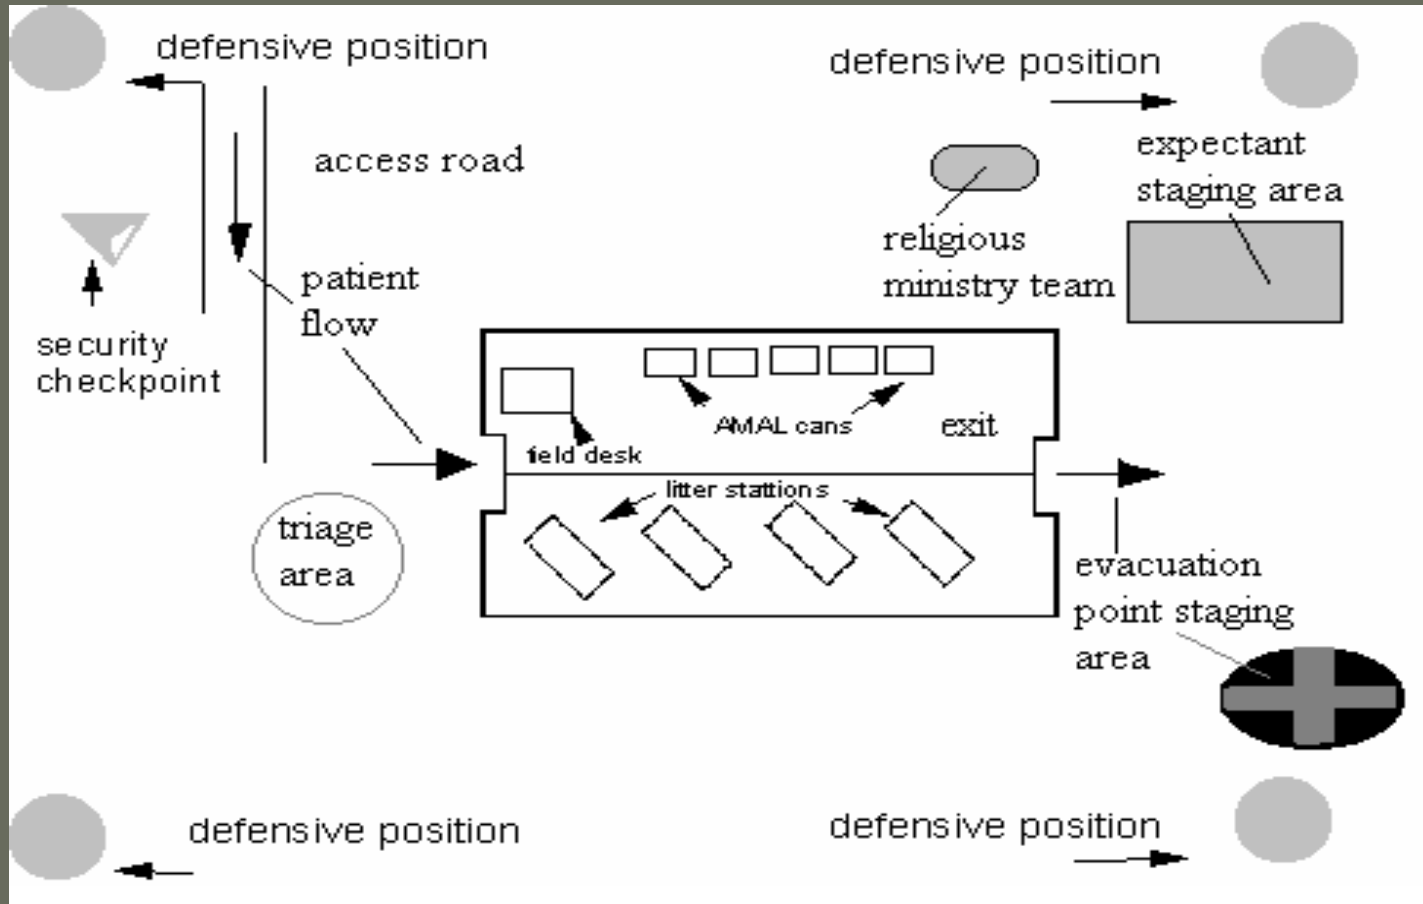 defensive position
defensive position
access road
expectant
staging area
religious
ministry team
patient
flow
security
checkpoint
AMAL cans
exit
field desk
litter stattions
triage
area
evacuation
point staging
area
defensive position
defensive position